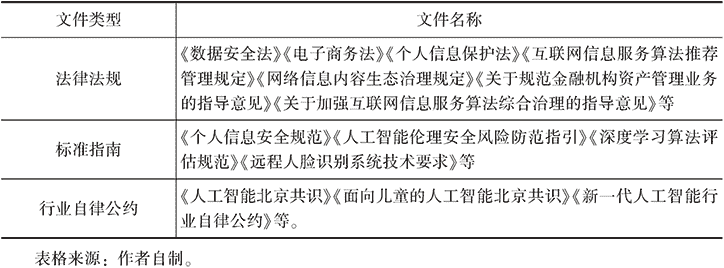 文件类型 文件名称
《数据安全法》《电子商务法》《个人信息保护法》《互联网信息服务算法推荐
法律法规 管理规定》《网络信息内容生态治理规定》《关于规范金融机构资产管理业务
的指导意见》《关于加强互联网信息服务算法综合治理的指导意见》等
标准指南 《个人信息安全规范》《人工智能伦理安全风险防范指引》《深度学习算法评
估规范》《远程人脸识别系统技术要求》等
行业自律公约 《人工智能北京共识》《面向儿童的人工智能北京共识》《新一代人工智能行
业自律公约》等。
表格来源：作者自制。